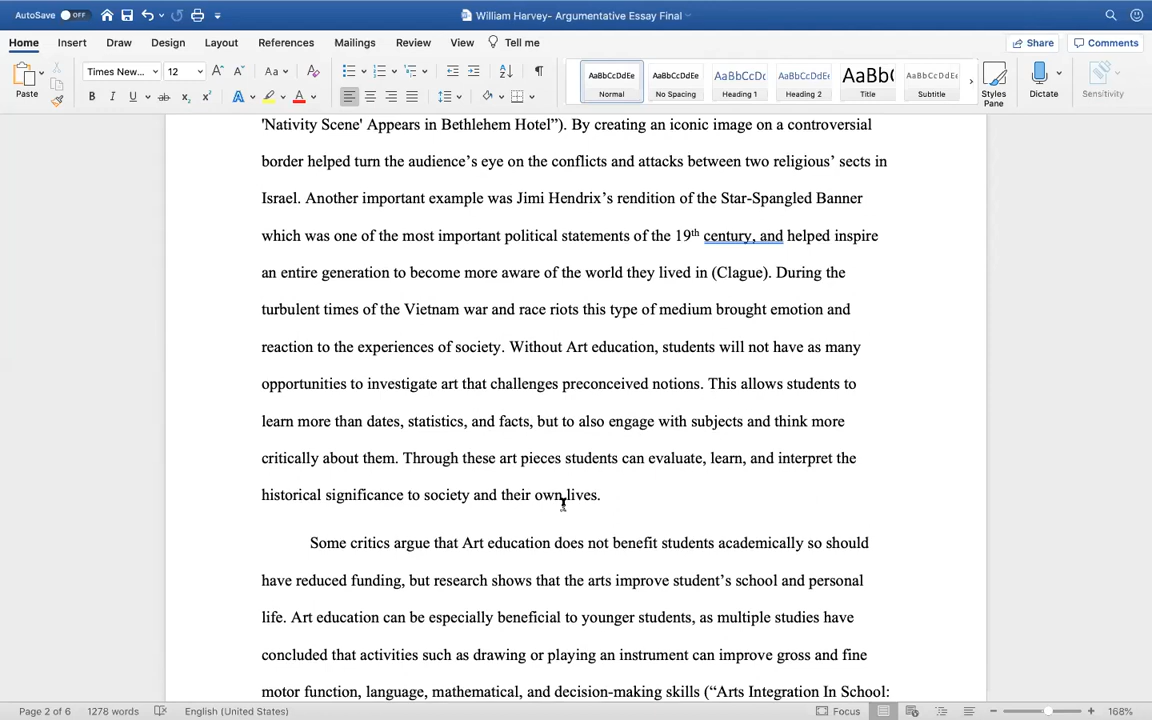 AutoSave OFF William Harvey- Argumentative Essay Final
Home Insert Draw Design Layout References Mailings Review View Tell me Share Comments
Paste Times New... 12 Aa AaBbCcDdEe AaBbCcDdEe AaBbCcDc AaBbCcDdEe AaBb( AaBbCcDdEe Styles Pane Dictate Sensitivity
B I U ab x₂ x² A A Normal No Spacing Heading 1 Heading 2 Title Subtitle
'Nativity Scene' Appears in Bethlehem Hotel”). By creating an iconic image on a controversial
border helped turn the audience’s eye on the conflicts and attacks between two religious’ sects in
Israel. Another important example was Jimi Hendrix’s rendition of the Star-Spangled Banner
which was one of the most important political statements of the 19th century, and helped inspire
an entire generation to become more aware of the world they lived in (Clague). During the
turbulent times of the Vietnam war and race riots this type of medium brought emotion and
reaction to the experiences of society. Without Art education, students will not have as many
opportunities to investigate art that challenges preconceived notions. This allows students to
learn more than dates, statistics, and facts, but to also engage with subjects and think more
critically about them. Through these art pieces students can evaluate, learn, and interpret the
historical significance to society and their own lives.
Some critics argue that Art education does not benefit students academically so should
have reduced funding, but research shows that the arts improve student’s school and personal
life. Art education can be especially beneficial to younger students, as multiple studies have
concluded that activities such as drawing or playing an instrument can improve gross and fine
motor function, language, mathematical, and decision-making skills (“Arts Integration In School:
Page 2 of 6 1278 words English (United States) Focus 168%